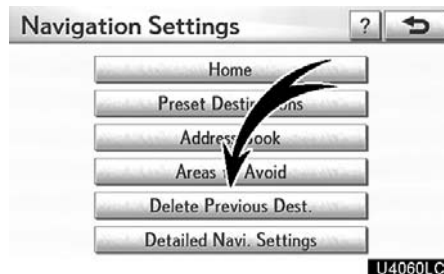 Navigation Settings ?
Home
Preset Destinations
Address Book
Areas to Avoid
Delete Previous Dest.
Detailed Navi. Settings
U4060LC